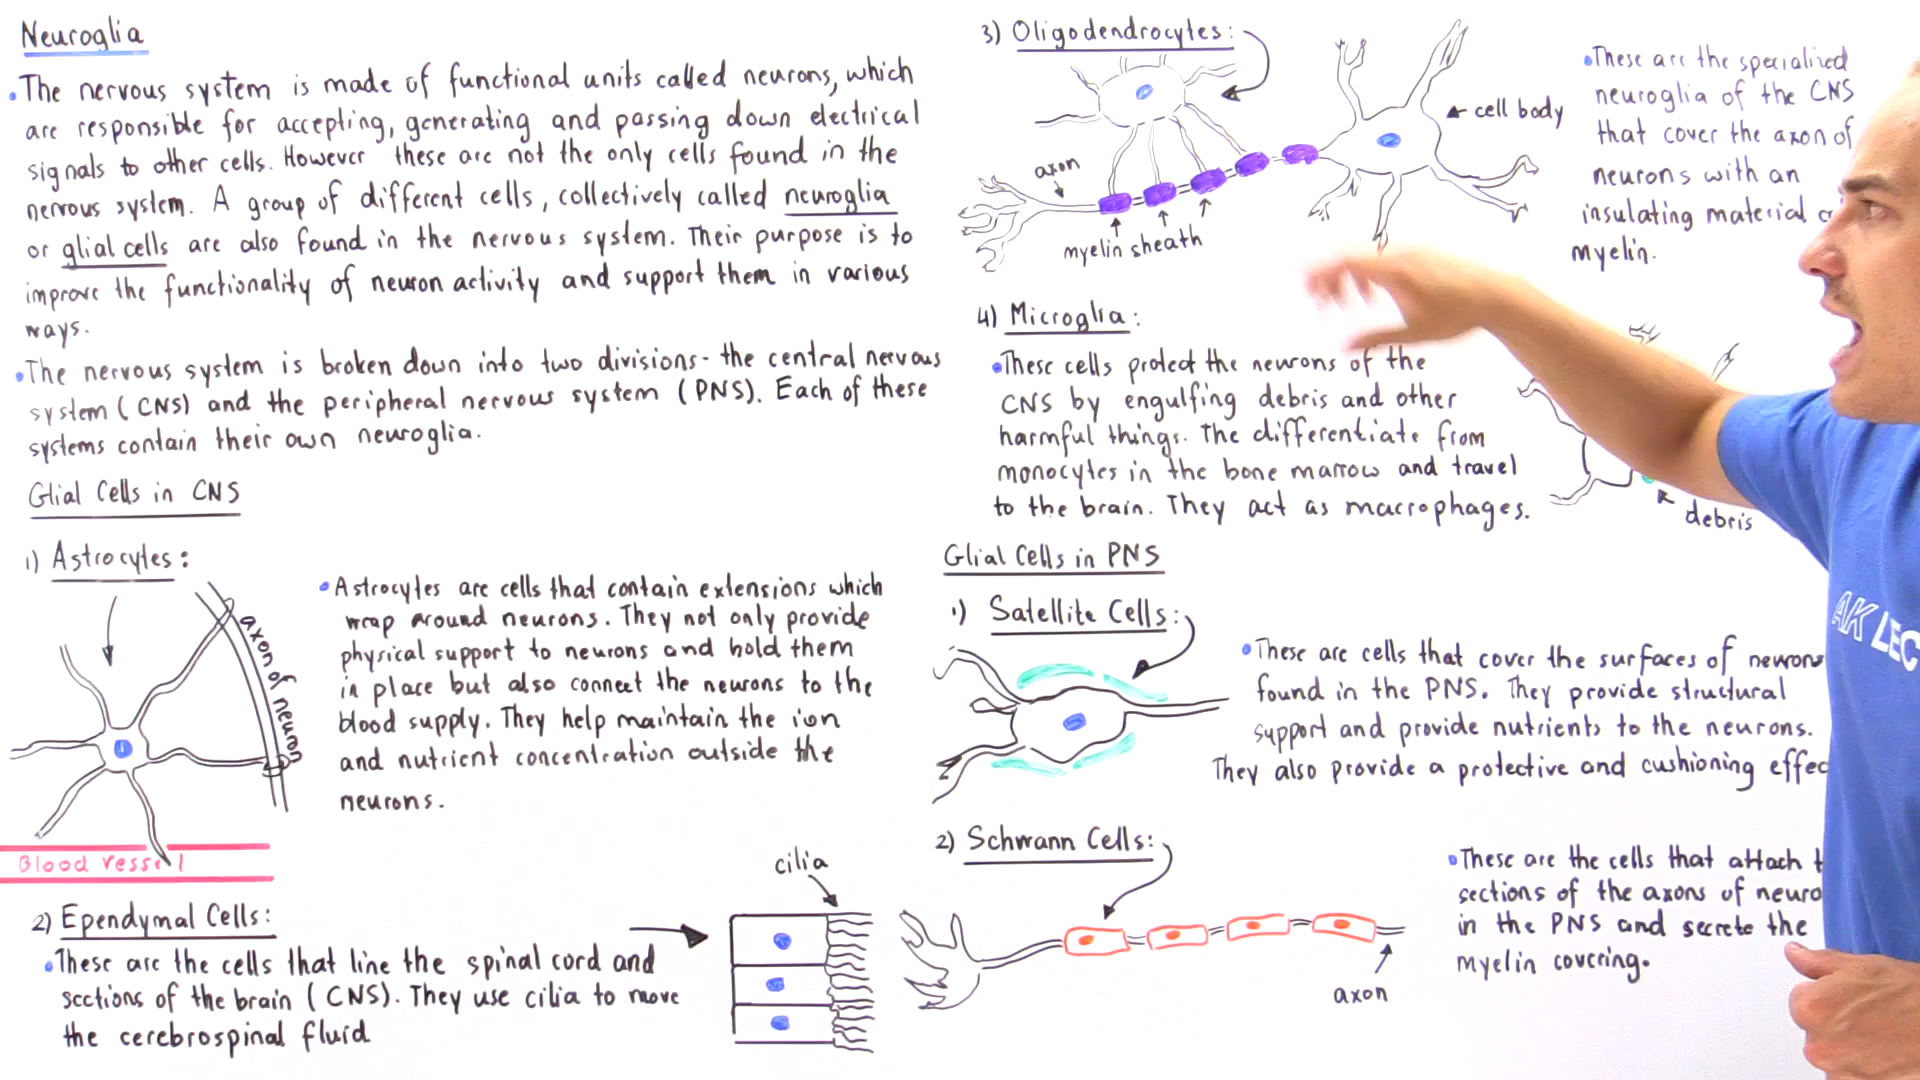 Neuroglia
•The nervous system is made of functional units called neurons, which
are responsible for accepting, generating and passing down electrical
signals to other cells. However these are not the only cells found in the
nervous system. A group of different cells, collectively called neuroglia
or glial cells are also found in the nervous system. Their purpose is to
improve the functionality of neuron activity and support them in various
ways.
•The nervous system is broken down into two divisions - the central nervous
system (CNS) and the peripheral nervous system (PNS). Each of these
systems contain their own neuroglia.
Glial Cells in CNS
1) Astrocytes:
axon of neuron
Blood vessel
•Astrocytes are cells that contain extensions which
wrap around neurons. They not only provide
physical support to neurons and hold them
in place but also connect the neurons to the
blood supply. They help maintain the ion
and nutrient concentration outside the
neurons.
2) Ependymal Cells:
•These are the cells that line the spinal cord and
sections of the brain (CNS). They use cilia to move
the cerebrospinal fluid
cilia
3) Oligodendrocytes:
cell body
axon
myelin sheath
•These are the specialized
neuroglia of the CNS
that cover the axon of
neurons with an
insulating material
myelin.
4) Microglia:
•These cells protect the neurons of the
CNS by engulfing debris and other
harmful things. The differentiate from
monocytes in the bone marrow and travel
to the brain. They act as macrophages.
debris
Glial Cells in PNS
1) Satellite Cells:
•These are cells that cover the surfaces of neurons
found in the PNS. They provide structural
support and provide nutrients to the neurons.
They also provide a protective and cushioning effec
2) Schwann Cells:
axon
•These are the cells that attach t
sections of the axons of neuro
in the PNS and secrete the
myelin covering.
AK LEC